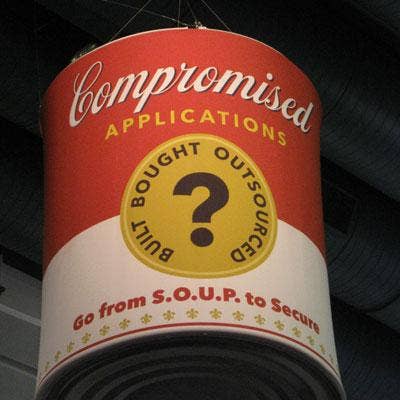 Compromised
APPLICATIONS
BUILT BOUGHT OUTSOURCED
?
Go from S.O.U.P. to Secure